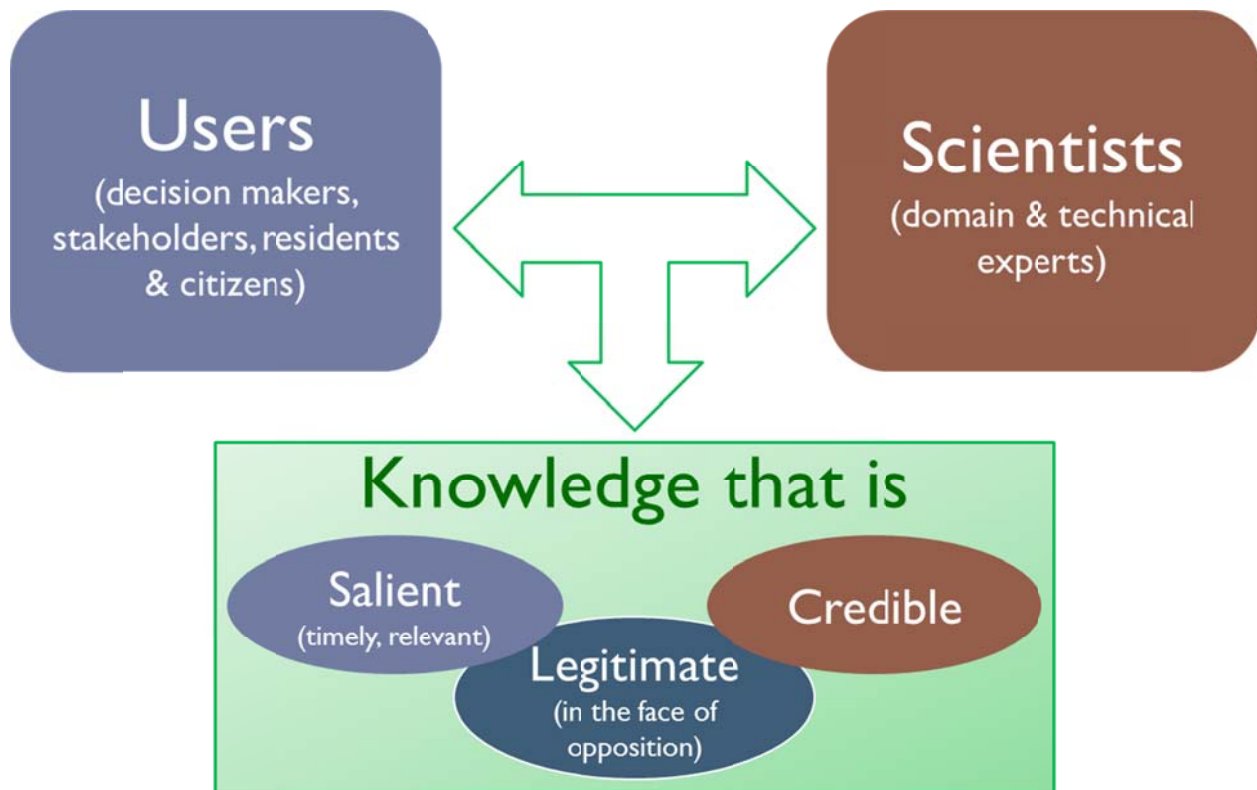 Users
(decision makers,
stakeholders, residents
& citizens)
Scientists
(domain & technical
experts)
Knowledge that is
Salient
(timely, relevant)
Legitimate
(in the face of
opposition)
Credible